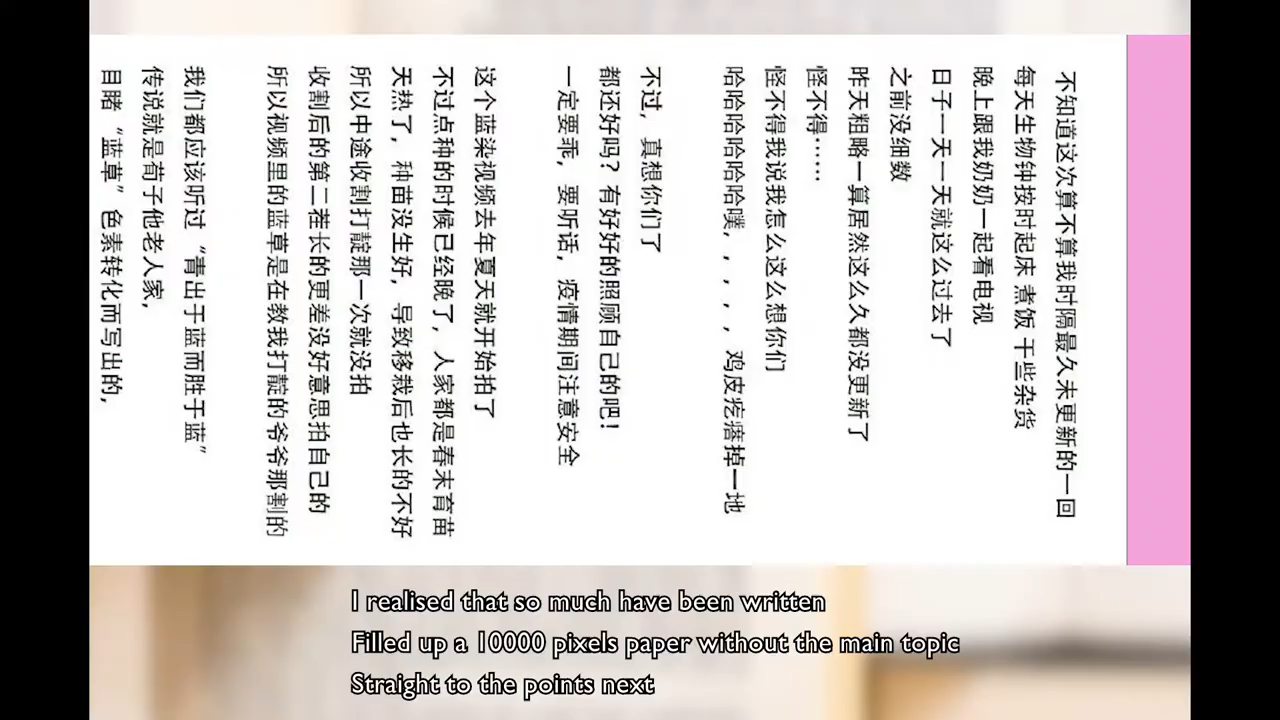 不知道这次算不算我时隔最久未更新的一回
每天生物钟按时起床 煮饭 干些杂货
晚上跟我奶奶一起看电视
日子一天一天就这么过去了
之前没细数
昨天粗略一算居然这么久都没更新了
怪不得……
怪不得我说我怎么这么想你们
哈哈哈哈哈哈噗，，，，，鸡皮疙瘩掉一地
不过，真想你们了
都还好吗？有好好的照顾自己的吧！
一定要乖，要听话，疫情期间注意安全
这个蓝染视频去年夏天就开始拍了
不过点种的时候已经晚了，人家都是春末育苗
天热了，种苗没生好，导致移栽后也长的不好
所以中途收割打靛那一次就没拍
收割后的第二茬长的更差没好意思拍自己的
所以视频里的蓝草是在教我打靛的爷爷那割的
我们都应该听过“青出于蓝而胜于蓝”
传说就是荀子他老人家，
目睹“蓝草”色素转化而写出的，
I realised that so much have been written
Filled up a 10000 pixels paper without the main topic
Straight to the points next